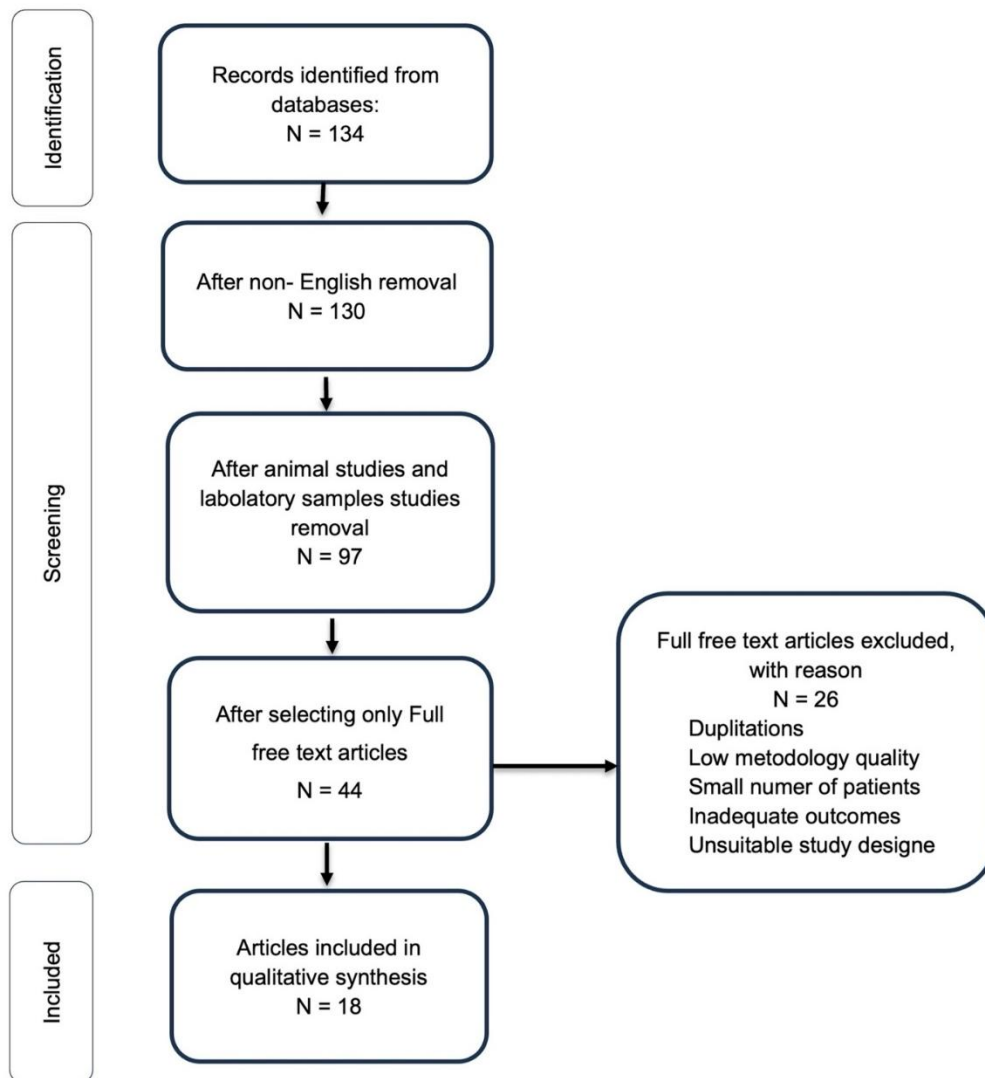 Identification
Records identified from
databases:
N = 134
Screening
After non- English removal
N = 130
After animal studies and
labolatory samples studies
removal
N = 97
After selecting only Full
free text articles
N = 44
Full free text articles excluded,
with reason
N = 26
Duplitations
Low metodology quality
Small numer of patients
Inadequate outcomes
Unsuitable study designe
Included
Articles included in
qualitative synthesis
N = 18